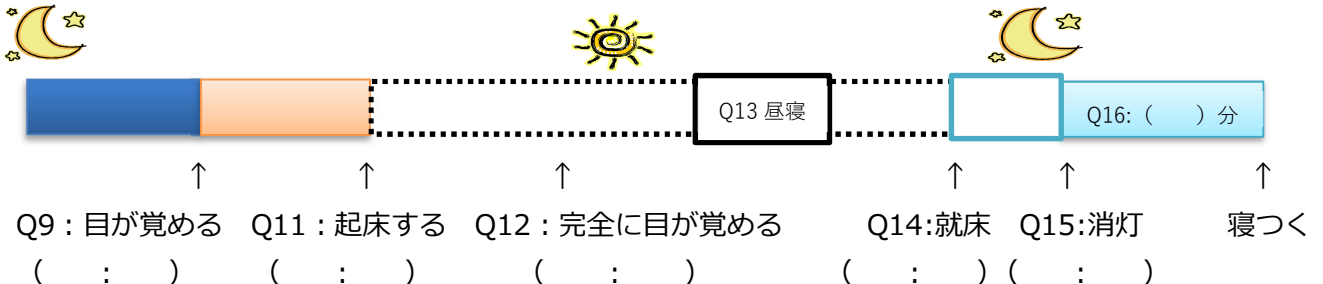 Q13 昼寝
Q16:（　　）分
↑　↑　↑　↑　↑　↑
Q9：目が覚める　Q11：起床する　Q12：完全に目が覚める　Q14:就床　Q15:消灯　寝つく
（　　：　　）　（　　：　　）　（　　：　　）　（　　：　　）（　　：　　）